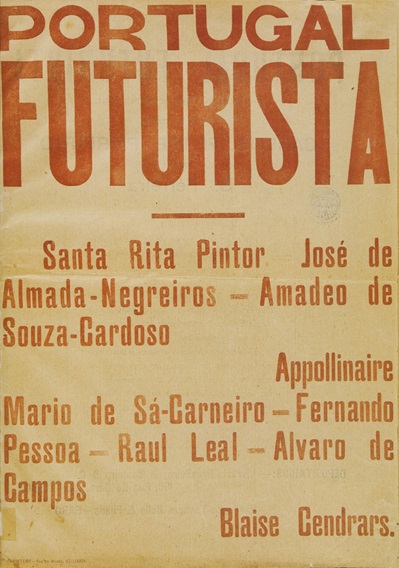 PORTUGAL
FUTURISTA
Santa Rita Pintor José de
Almada-Negreiros – Amadeo de
Souza-Cardoso
Appollinaire
Mario de Sá-Carneiro – Fernando
Pessoa – Raul Leal – Alvaro de
Campos
Blaise Cendrars.